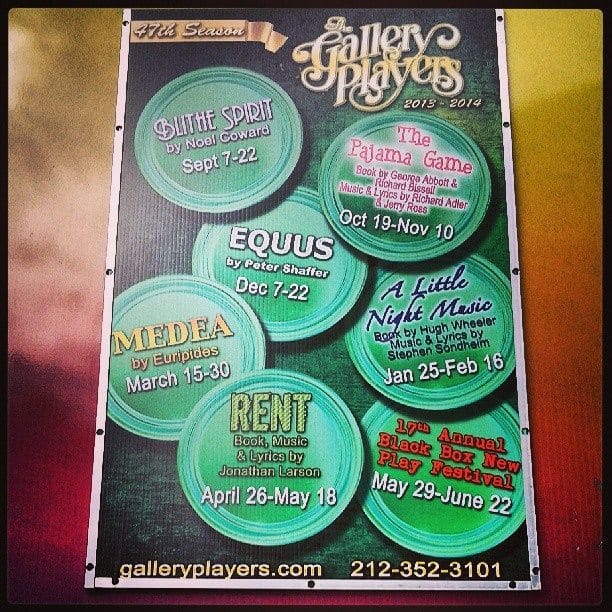 47th Season
The
Gallery
Players
2013 - 2014
BLITHE SPIRIT
by Noel Coward
Sept 7-22
The
Pajama Game
Book by George Abbott &
Richard Bissell
Music & Lyrics by Richard Adler
& Jerry Ross
Oct 19-Nov 10
EQUUS
by Peter Shaffer
Dec 7-22
A Little
Night Music
Book by Hugh Wheeler
Music & Lyrics by
Stephen Sondheim
Jan 25-Feb 16
MEDEA
by Euripides
March 15-30
RENT
Book, Music
& Lyrics by
Jonathan Larson
April 26-May 18
17th Annual
Black Box New
Play Festival
May 29-June 22
galleryplayers.com 212-352-3101